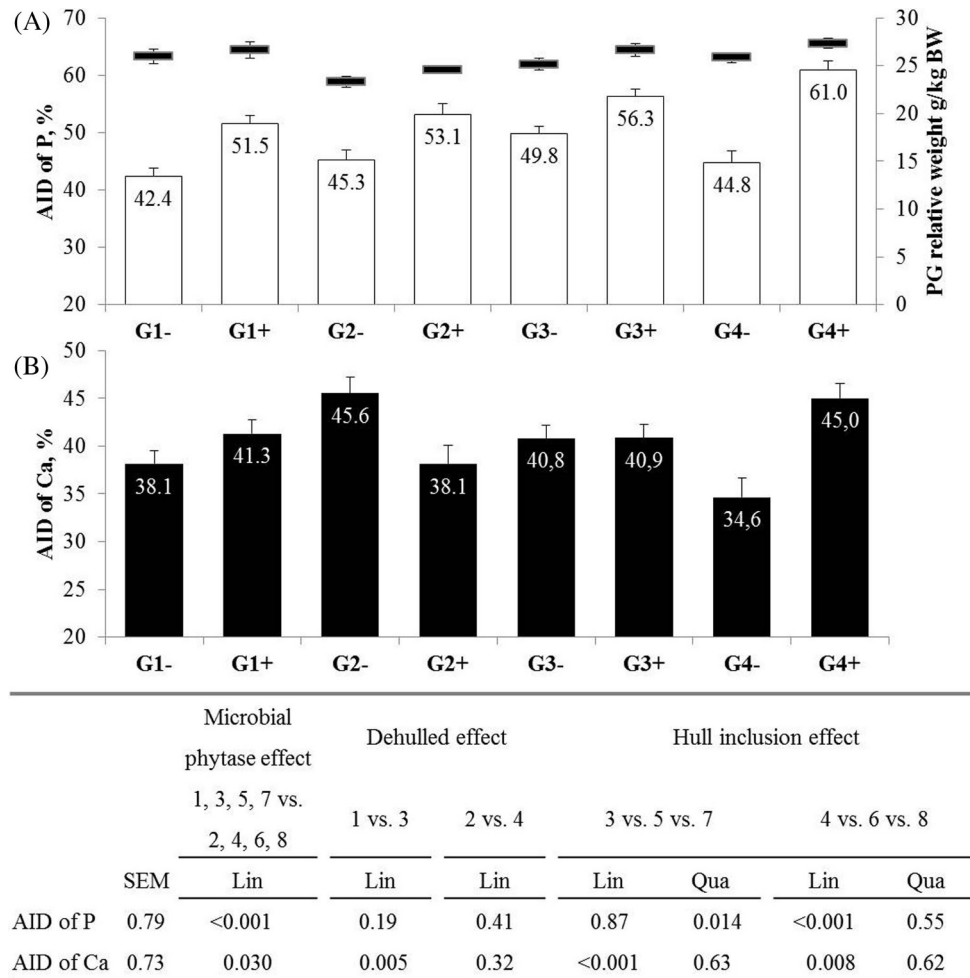 (A)
70
60
50
40
30
20
AID of P, %
42.4
51.5
45.3
53.1
49.8
56.3
44.8
61.0
30
25
20
15
10
5
0
PG relative weight g/kg BW
G1- G1+ G2- G2+ G3- G3+ G4- G4+
(B)
50
45
40
35
30
25
20
AID of Ca, %
38.1
41.3
45.6
38.1
40,8
40,9
34,6
45,0
G1- G1+ G2- G2+ G3- G3+ G4- G4+
Microbial
phytase effect
Dehulled effect
Hull inclusion effect
1, 3, 5, 7 vs.
2, 4, 6, 8
1 vs. 3
2 vs. 4
3 vs. 5 vs. 7
4 vs. 6 vs. 8
SEM Lin Lin Lin Lin Qua Lin Qua
AID of P 0.79 <0.001 0.19 0.41 0.87 0.014 <0.001 0.55
AID of Ca 0.73 0.030 0.005 0.32 <0.001 0.63 0.008 0.62